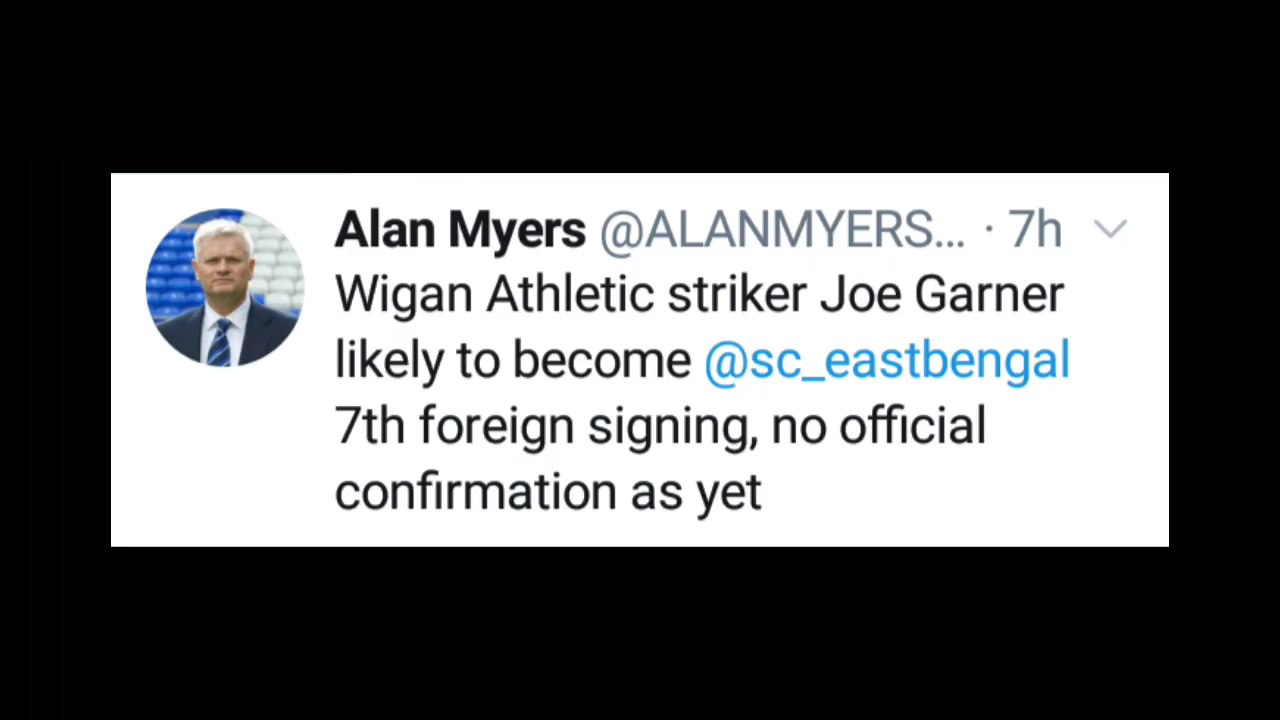 Alan Myers @ALANMYERS... · 7h
Wigan Athletic striker Joe Garner
likely to become @sc_eastbengal
7th foreign signing, no official
confirmation as yet